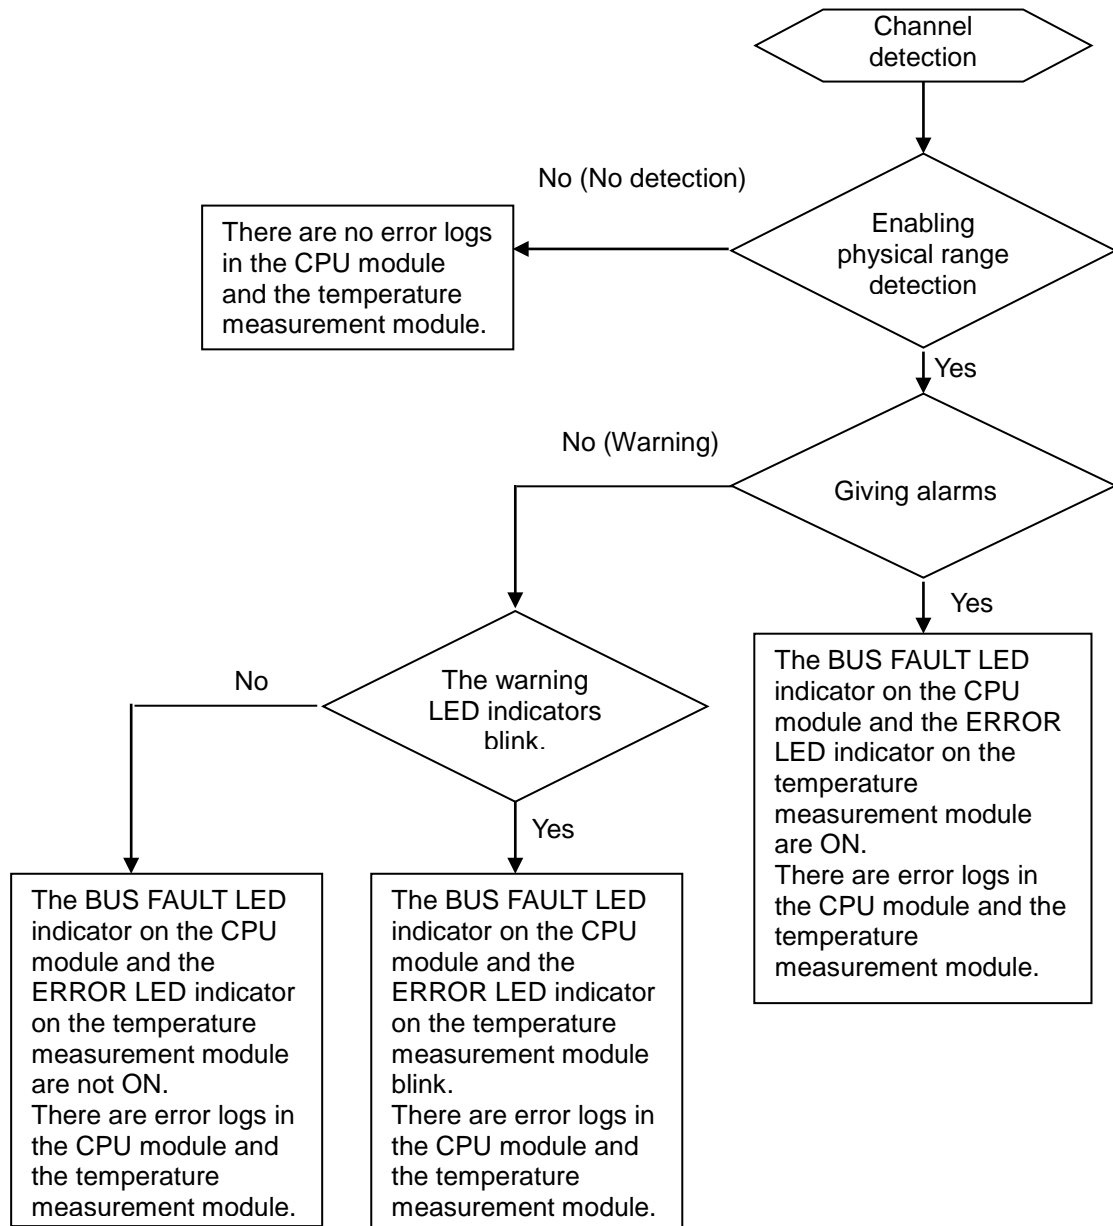 Channel
detection
No (No detection)
There are no error logs
in the CPU module
and the temperature
measurement module.
Enabling
physical range
detection
Yes
No (Warning)
Giving alarms
Yes
The BUS FAULT LED
indicator on the CPU
module and the ERROR
LED indicator on the
temperature
measurement module
are ON.
There are error logs in
the CPU module and the
temperature
measurement module.
No
The warning
LED indicators
blink.
Yes
The BUS FAULT LED
indicator on the CPU
module and the
ERROR LED indicator
on the temperature
measurement module
are not ON.
There are error logs in
the CPU module and
the temperature
measurement module.
The BUS FAULT LED
indicator on the CPU
module and the
ERROR LED indicator
on the temperature
measurement module
blink.
There are error logs in
the CPU module and
the temperature
measurement module.